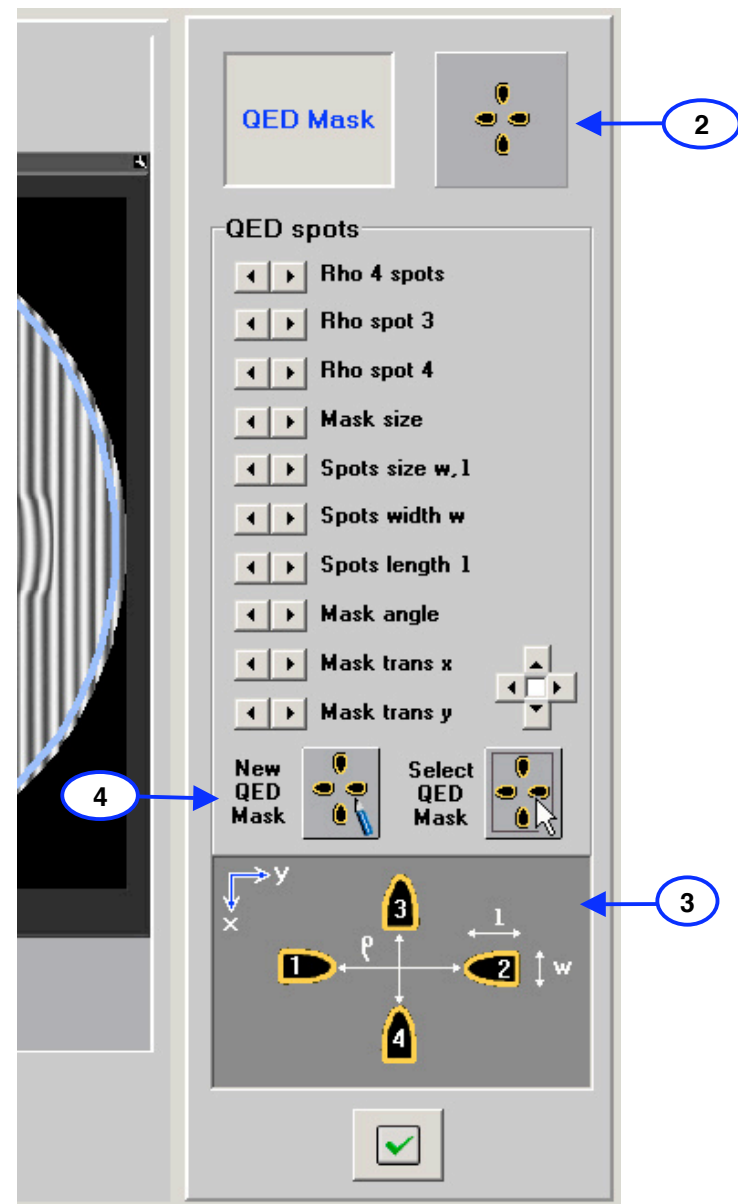 QED Mask
2
QED spots
Rho 4 spots
Rho spot 3
Rho spot 4
Mask size
Spots size w,l
Spots width w
Spots length l
Mask angle
Mask trans x
Mask trans y
New
QED
Mask
Select
QED
Mask
4
y
x
3
l
ρ
1
2
w
4
3